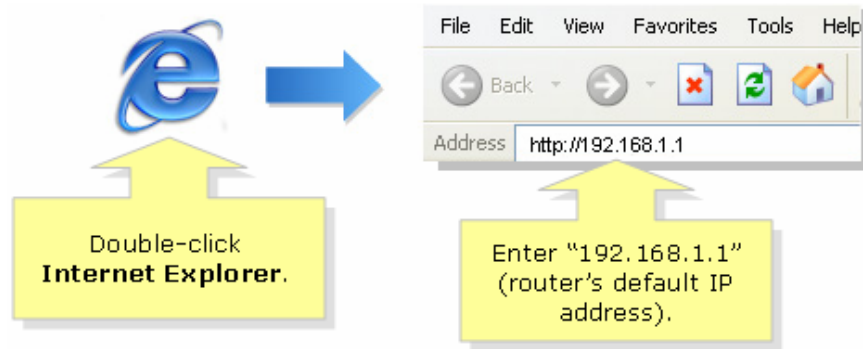 File Edit View Favorites Tools Help
Back
Address http://192.168.1.1
Double-click
Internet Explorer.
Enter “192.168.1.1”
(router’s default IP
address).